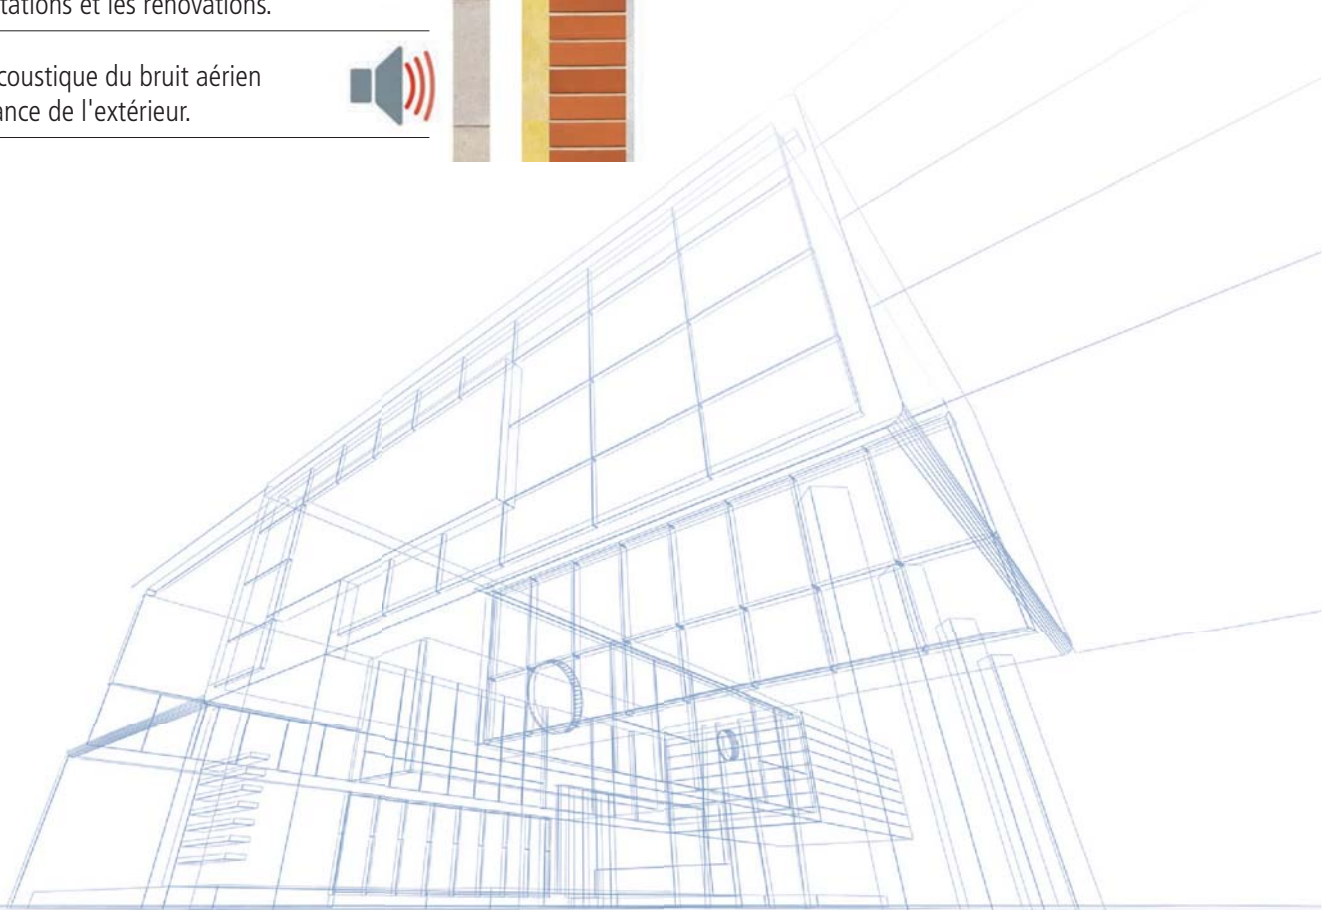 tations et les rénovations.
coustique du bruit aérien
ance de l'extérieur.